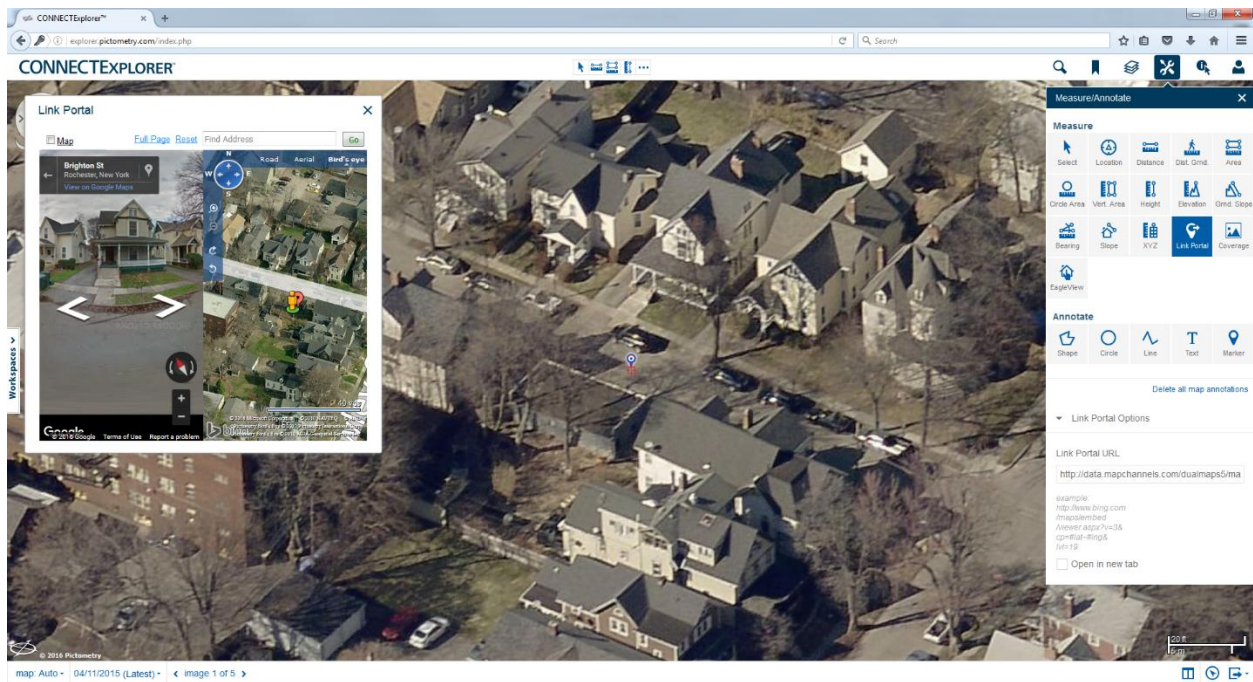 CONNECTExplorer™
explorer.pictometry.com/index.php
Search
CONNECTEXPLORER
Link Portal
Map
Full Page
Reset
Find Address
Go
Brighton St
Rochester, New York
View on Google Maps
Road Aerial Bird's eye
N
W E
S
40 yds
Google
© 2016 Google Terms of Use Report a problem
Workspaces
Measure/Annotate
Measure
Select Location Distance Dist. Grnd. Area
Circle Area Vert. Area Height Elevation Grnd. Slope
Bearing Slope XYZ Link Portal Coverage
EagleView
Annotate
Shape Circle Line Text Marker
Delete all map annotations
Link Portal Options
Link Portal URL
http://data.mapchannels.com/dualmaps5/ma
example:
http://www.bing.com
/maps/embed
/viewer.aspx?v=3&
cp=#lat~#lng&
lvl=19
Open in new tab
20 ft
5 m
© 2016 Pictometry
map: Auto
04/11/2015 (Latest)
image 1 of 5